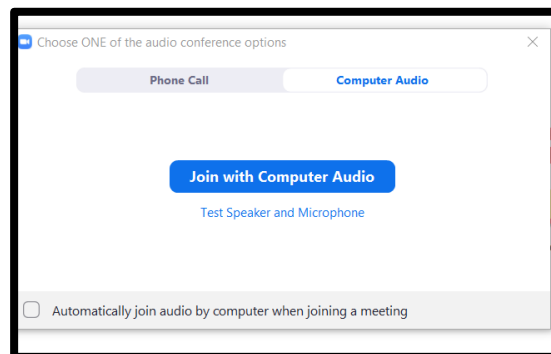 Choose ONE of the audio conference options
Phone Call Computer Audio
Join with Computer Audio
Test Speaker and Microphone
Automatically join audio by computer when joining a meeting